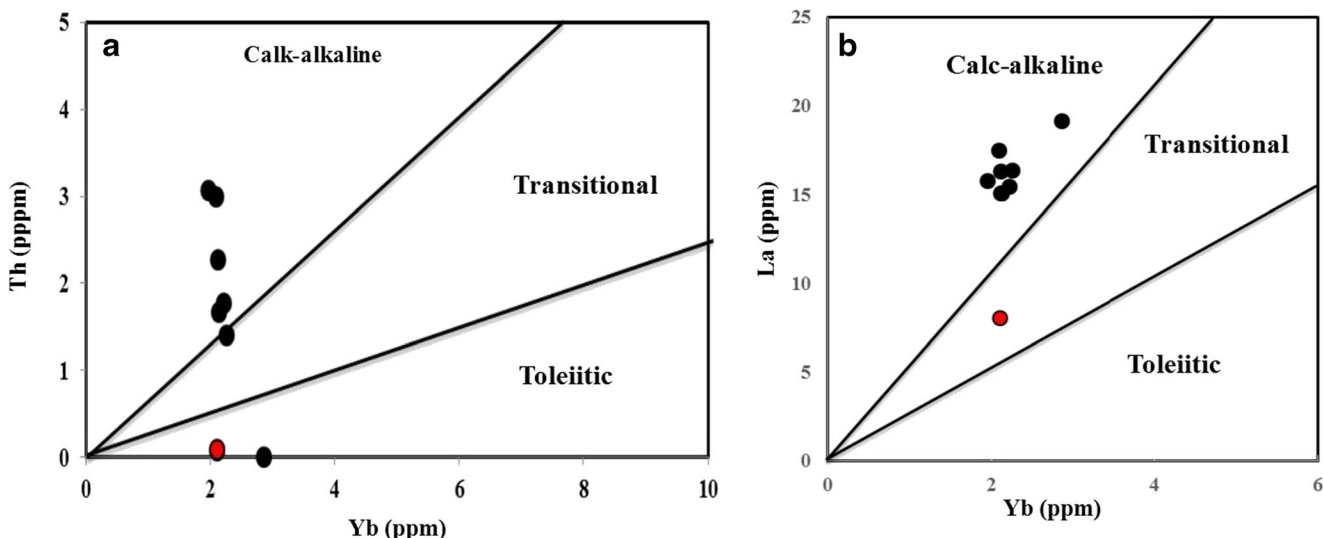 a
Calk-alkaline
Transitional
Toleiitic
Th (pppm)
5
4
3
2
1
0
0 2 4 6 8 10
Yb (ppm)
b
Calc-alkaline
Transitional
Toleiitic
La (ppm)
25
20
15
10
5
0
0 2 4 6
Yb (ppm)